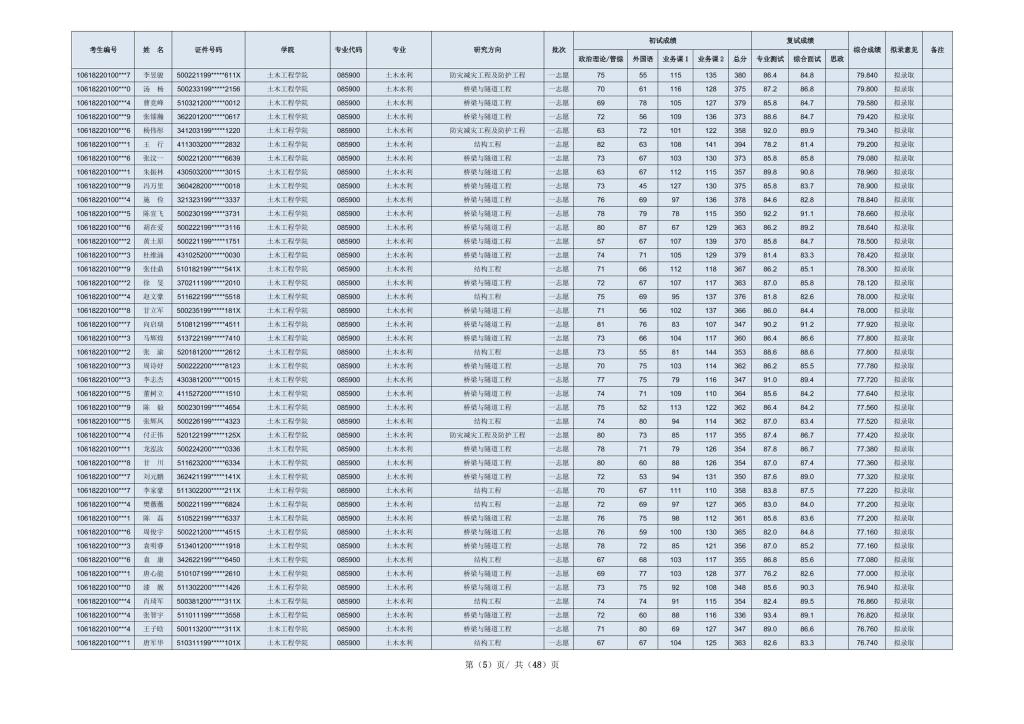 考生编号 姓 名 证件号码 学院 专业代码 专业 研究方向 批次 初试成绩 复试成绩 综合成绩 拟录意见 备注
政治理论/管综 外国语 业务课1 业务课2 总分 专业测试 综合面试 思政
10618220100***7 李昱骏 500221199*****611X 土木工程学院 085900 土木水利 防灾减灾工程及防护工程 一志愿 75 55 115 135 380 86.4 84.8 79.840 拟录取
10618220100***0 汤 杨 500233199*****2156 土木工程学院 085900 土木水利 桥梁与隧道工程 一志愿 70 61 116 128 375 87.2 86.8 79.800 拟录取
10618220100***4 曹竞峰 510321200*****0012 土木工程学院 085900 土木水利 桥梁与隧道工程 一志愿 69 78 105 127 379 85.8 84.7 79.580 拟录取
10618220100***9 张镭瀚 362201200*****0617 土木工程学院 085900 土木水利 桥梁与隧道工程 一志愿 72 56 109 136 373 88.6 84.7 79.420 拟录取
10618220100***6 杨伟彤 341203199*****1220 土木工程学院 085900 土木水利 防灾减灾工程及防护工程 一志愿 63 72 101 122 358 92.0 89.9 79.340 拟录取
10618220100***1 王 行 411303200*****2832 土木工程学院 085900 土木水利 结构工程 一志愿 82 63 108 141 394 78.2 81.4 79.200 拟录取
10618220100***6 张汶一 500221200*****6639 土木工程学院 085900 土木水利 桥梁与隧道工程 一志愿 73 67 103 130 373 85.8 85.8 79.080 拟录取
10618220100***1 朱振林 430503200*****3015 土木工程学院 085900 土木水利 桥梁与隧道工程 一志愿 63 67 112 115 357 89.8 90.8 78.960 拟录取
10618220100***9 冯万里 360428200*****0018 土木工程学院 085900 土木水利 桥梁与隧道工程 一志愿 73 45 127 130 375 85.8 83.7 78.900 拟录取
10618220100***4 施 俭 321323199*****3337 土木工程学院 085900 土木水利 桥梁与隧道工程 一志愿 76 69 97 136 378 84.6 82.8 78.840 拟录取
10618220100***5 陈宣飞 500230199*****3731 土木工程学院 085900 土木水利 桥梁与隧道工程 一志愿 78 79 78 115 350 92.2 91.1 78.660 拟录取
10618220100***6 胡在爱 500222199*****3116 土木工程学院 085900 土木水利 桥梁与隧道工程 一志愿 80 87 67 129 363 86.2 89.2 78.640 拟录取
10618220100***2 黄土原 500221199*****1751 土木工程学院 085900 土木水利 桥梁与隧道工程 一志愿 57 67 107 139 370 85.8 84.7 78.500 拟录取
10618220100***3 杜维涌 431025200*****0030 土木工程学院 085900 土木水利 桥梁与隧道工程 一志愿 74 71 105 129 379 81.4 83.3 78.420 拟录取
10618220100***9 张佳鼎 510182199*****541X 土木工程学院 085900 土木水利 结构工程 一志愿 71 66 112 118 367 86.2 85.1 78.300 拟录取
10618220100***2 徐 旻 370211199*****2010 土木工程学院 085900 土木水利 桥梁与隧道工程 一志愿 72 67 107 117 363 87.0 85.8 78.120 拟录取
10618220100***4 赵文豪 511622199*****5518 土木工程学院 085900 土木水利 结构工程 一志愿 75 69 95 137 376 81.8 82.6 78.000 拟录取
10618220100***8 甘立军 500235199*****181X 土木工程学院 085900 土木水利 桥梁与隧道工程 一志愿 71 56 102 137 366 86.0 84.4 78.000 拟录取
10618220100***7 向启瑞 510812199*****4511 土木工程学院 085900 土木水利 桥梁与隧道工程 一志愿 81 76 83 107 347 90.2 91.2 77.920 拟录取
10618220100***3 马辉煌 513722199*****7410 土木工程学院 085900 土木水利 桥梁与隧道工程 一志愿 73 66 104 117 360 86.4 86.6 77.800 拟录取
10618220100***2 张 渝 520181200*****2612 土木工程学院 085900 土木水利 结构工程 一志愿 73 55 81 144 353 88.6 88.6 77.800 拟录取
10618220100***3 周诗好 500222200*****8123 土木工程学院 085900 土木水利 桥梁与隧道工程 一志愿 70 75 103 114 362 86.2 85.5 77.780 拟录取
10618220100***3 李志杰 430381200*****0015 土木工程学院 085900 土木水利 桥梁与隧道工程 一志愿 77 75 79 116 347 91.0 89.4 77.720 拟录取
10618220100***5 董树立 411527200*****1510 土木工程学院 085900 土木水利 桥梁与隧道工程 一志愿 74 71 109 110 364 85.6 84.2 77.640 拟录取
10618220100***9 陈 毅 500230199*****4654 土木工程学院 085900 土木水利 桥梁与隧道工程 一志愿 75 52 113 122 362 86.4 84.2 77.560 拟录取
10618220100***5 张辉风 500226199*****4323 土木工程学院 085900 土木水利 结构工程 一志愿 74 80 94 114 362 87.0 83.4 77.520 拟录取
10618220100***4 付正伟 520122199*****125X 土木工程学院 085900 土木水利 防灾减灾工程及防护工程 一志愿 80 73 85 117 355 87.4 86.7 77.420 拟录取
10618220100***1 龙泓汝 500224200*****0336 土木工程学院 085900 土木水利 桥梁与隧道工程 一志愿 78 71 79 126 354 87.8 86.7 77.380 拟录取
10618220100***8 甘 川 511623200*****6334 土木工程学院 085900 土木水利 桥梁与隧道工程 一志愿 80 60 88 126 354 87.0 87.4 77.360 拟录取
10618220100***7 刘元鹏 362421199*****141X 土木工程学院 085900 土木水利 桥梁与隧道工程 一志愿 72 53 94 131 350 87.6 89.0 77.320 拟录取
10618220100***7 李家豪 511302200*****211X 土木工程学院 085900 土木水利 结构工程 一志愿 70 67 111 110 358 83.8 87.5 77.220 拟录取
10618220100***4 樊薇薇 500221199*****6824 土木工程学院 085900 土木水利 结构工程 一志愿 72 69 97 127 365 83.0 84.0 77.200 拟录取
10618220100***1 陈 磊 510522199*****6337 土木工程学院 085900 土木水利 桥梁与隧道工程 一志愿 76 75 98 112 361 85.8 83.6 77.200 拟录取
10618220100***6 周俊宇 500221200*****4515 土木工程学院 085900 土木水利 桥梁与隧道工程 一志愿 76 59 100 130 365 82.0 84.8 77.160 拟录取
10618220100***3 袁明睿 513401200*****1918 土木工程学院 085900 土木水利 桥梁与隧道工程 一志愿 78 72 85 121 356 87.0 85.2 77.160 拟录取
10618220100***6 袁 康 342622199*****6450 土木工程学院 085900 土木水利 结构工程 一志愿 67 68 103 117 355 86.8 85.6 77.080 拟录取
10618220100***1 唐心能 510107199*****2610 土木工程学院 085900 土木水利 桥梁与隧道工程 一志愿 69 77 103 128 377 76.2 82.6 77.000 拟录取
10618220100***0 漆 靓 511302200*****1426 土木工程学院 085900 土木水利 桥梁与隧道工程 一志愿 73 75 92 108 348 85.6 90.3 76.940 拟录取
10618220100***4 肖琦军 500381200*****311X 土木工程学院 085900 土木水利 结构工程 一志愿 74 74 91 115 354 82.4 89.5 76.860 拟录取
10618220100***4 张智宇 511011199*****3558 土木工程学院 085900 土木水利 桥梁与隧道工程 一志愿 72 60 88 116 336 93.4 89.1 76.820 拟录取
10618220100***4 王子晗 500113200*****311X 土木工程学院 085900 土木水利 桥梁与隧道工程 一志愿 71 80 69 127 347 89.0 86.6 76.760 拟录取
10618220100***1 唐军华 510311199*****101X 土木工程学院 085900 土木水利 结构工程 一志愿 67 67 104 125 363 82.6 83.3 76.740 拟录取
第（5）页/ 共（48）页